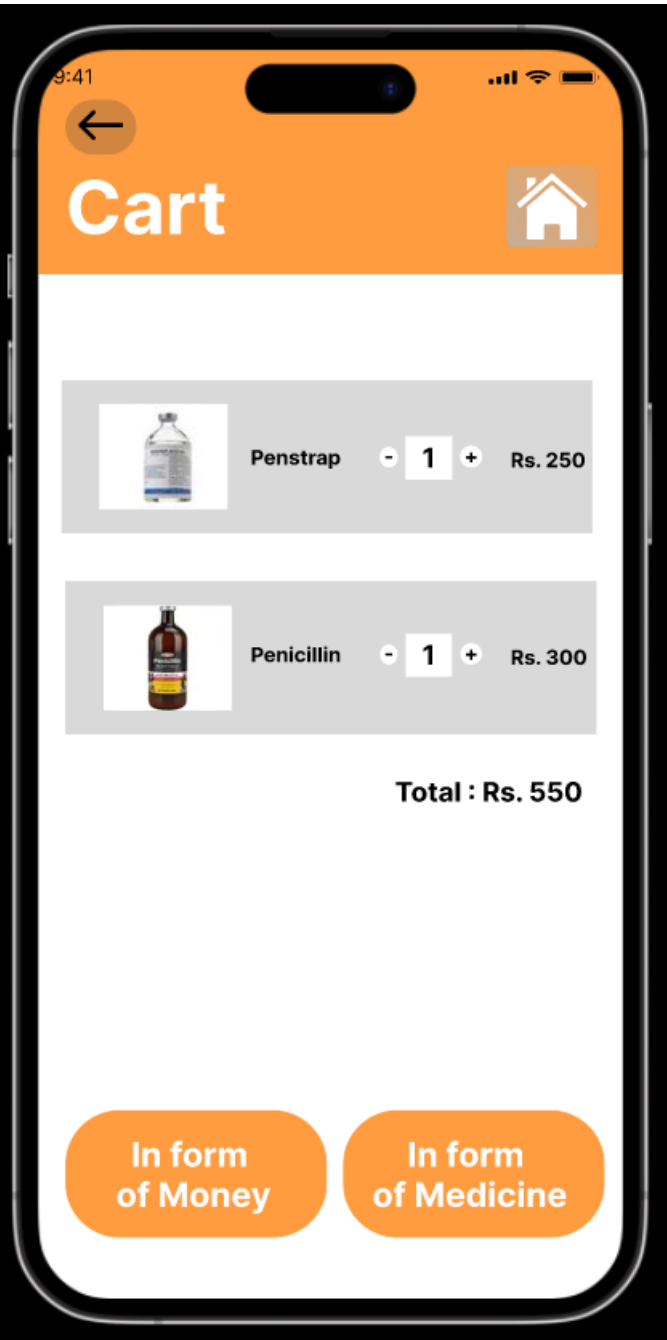 9:41
Cart
Penstrap - 1 + Rs. 250
Penicillin - 1 + Rs. 300
Total : Rs. 550
In form
of Money
In form
of Medicine